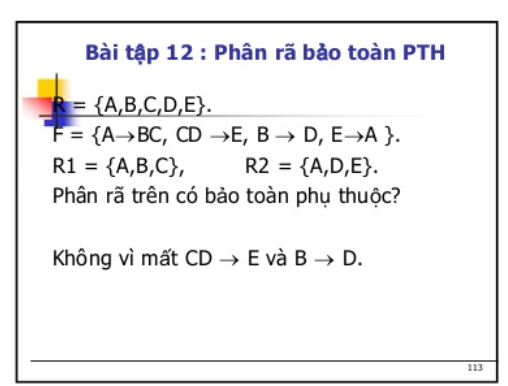 Bài tập 12 : Phân rã bảo toàn PTH
R = {A,B,C,D,E}.
F = {A→BC, CD →E, B → D, E→A }.
R1 = {A,B,C}, R2 = {A,D,E}.
Phân rã trên có bảo toàn phụ thuộc?
Không vì mất CD → E và B → D.
113